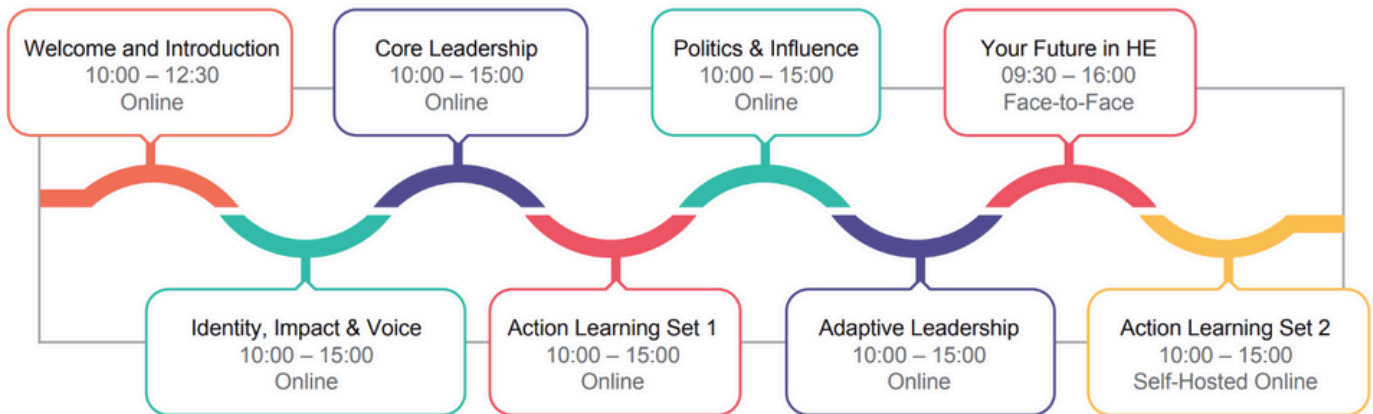 Welcome and Introduction
10:00 – 12:30
Online
Core Leadership
10:00 – 15:00
Online
Politics & Influence
10:00 – 15:00
Online
Your Future in HE
09:30 – 16:00
Face-to-Face
Identity, Impact & Voice
10:00 – 15:00
Online
Action Learning Set 1
10:00 – 15:00
Online
Adaptive Leadership
10:00 – 15:00
Online
Action Learning Set 2
10:00 – 15:00
Self-Hosted Online